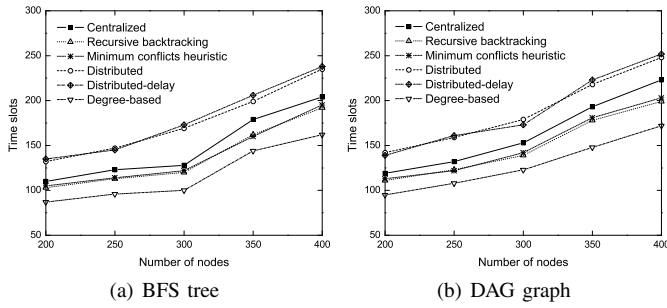 300
250
200
150
100
50
Time slots
Centralized
Recursive backtracking
Minimum conflicts heuristic
Distributed
Distributed-delay
Degree-based
200 250 300 350 400
Number of nodes
(a) BFS tree
300
250
200
150
100
50
Time slots
Centralized
Recursive backtracking
Minimum conflicts heuristic
Distributed
Distributed-delay
Degree-based
200 250 300 350 400
Number of nodes
(b) DAG graph